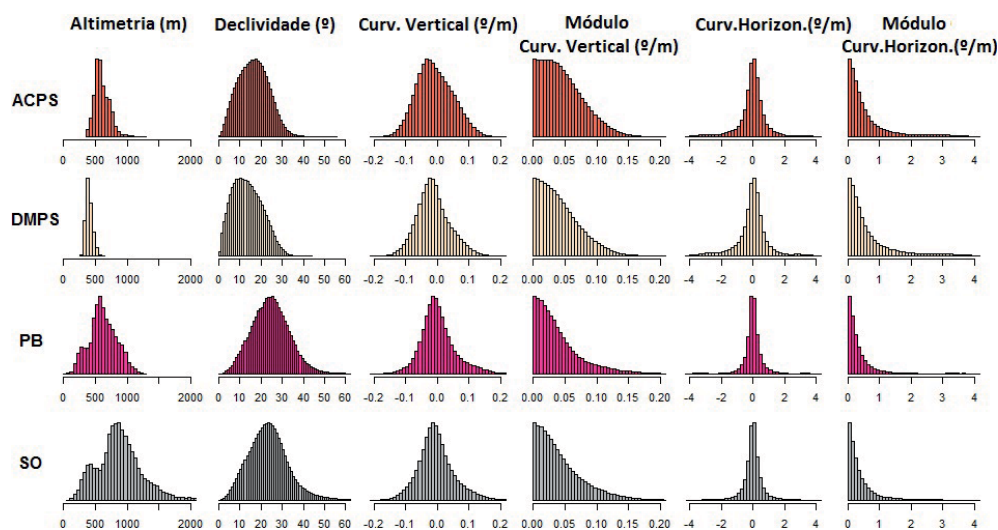 Altimetria (m) Declividade (º) Curv. Vertical (º/m) Módulo Curv.Horizon.(º/m) Módulo
Curv. Vertical (º/m) Curv.Horizon.(º/m)
ACPS
0 500 1000 2000 0 10 20 30 40 50 60 -0.2 -0.1 0.0 0.1 0.2 0.00 0.05 0.10 0.15 0.20 -4 -2 0 2 4 0 1 2 3 4
DMPS
0 500 1000 2000 0 10 20 30 40 50 60 -0.2 -0.1 0.0 0.1 0.2 0.00 0.05 0.10 0.15 0.20 -4 -2 0 2 4 0 1 2 3 4
PB
0 500 1000 2000 0 10 20 30 40 50 60 -0.2 -0.1 0.0 0.1 0.2 0.00 0.05 0.10 0.15 0.20 -4 -2 0 2 4 0 1 2 3 4
SO
0 500 1000 2000 0 10 20 30 40 50 60 -0.2 -0.1 0.0 0.1 0.2 0.00 0.05 0.10 0.15 0.20 -4 -2 0 2 4 0 1 2 3 4